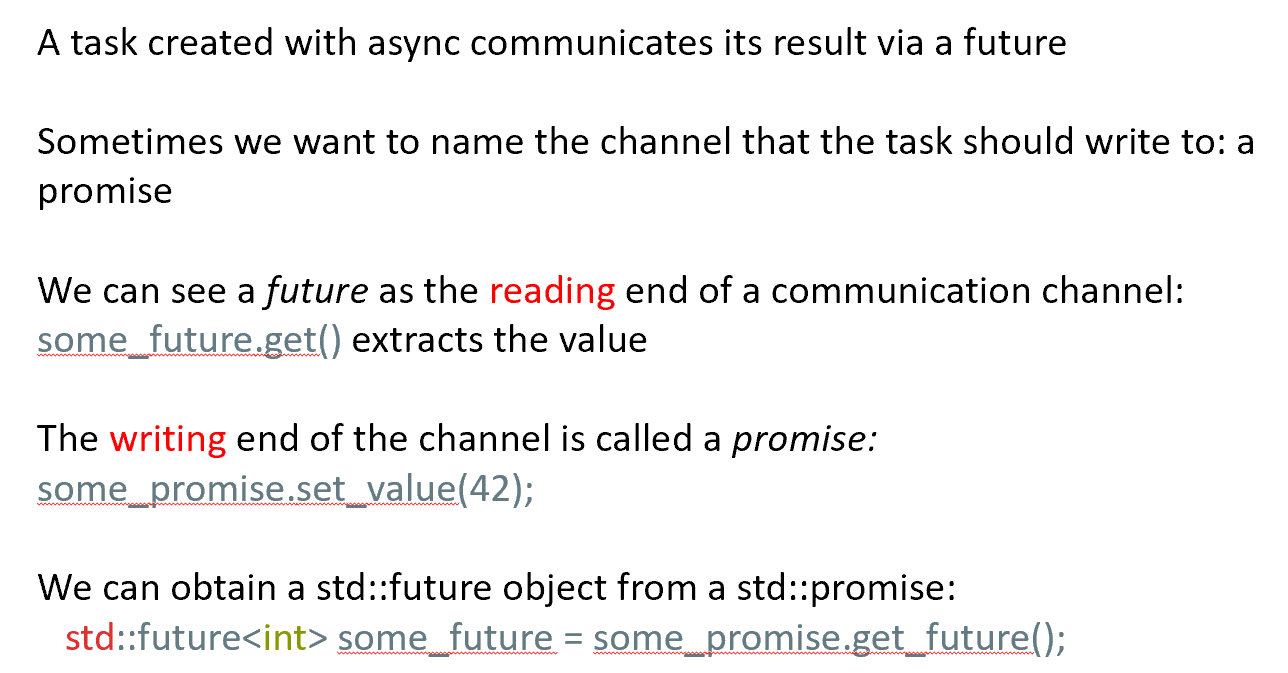 A task created with async communicates its result via a future
Sometimes we want to name the channel that the task should write to: a
promise
We can see a future as the reading end of a communication channel:
some_future.get() extracts the value
The writing end of the channel is called a promise:
some_promise.set_value(42);
We can obtain a std::future object from a std::promise:
std::future<int> some_future = some_promise.get_future();